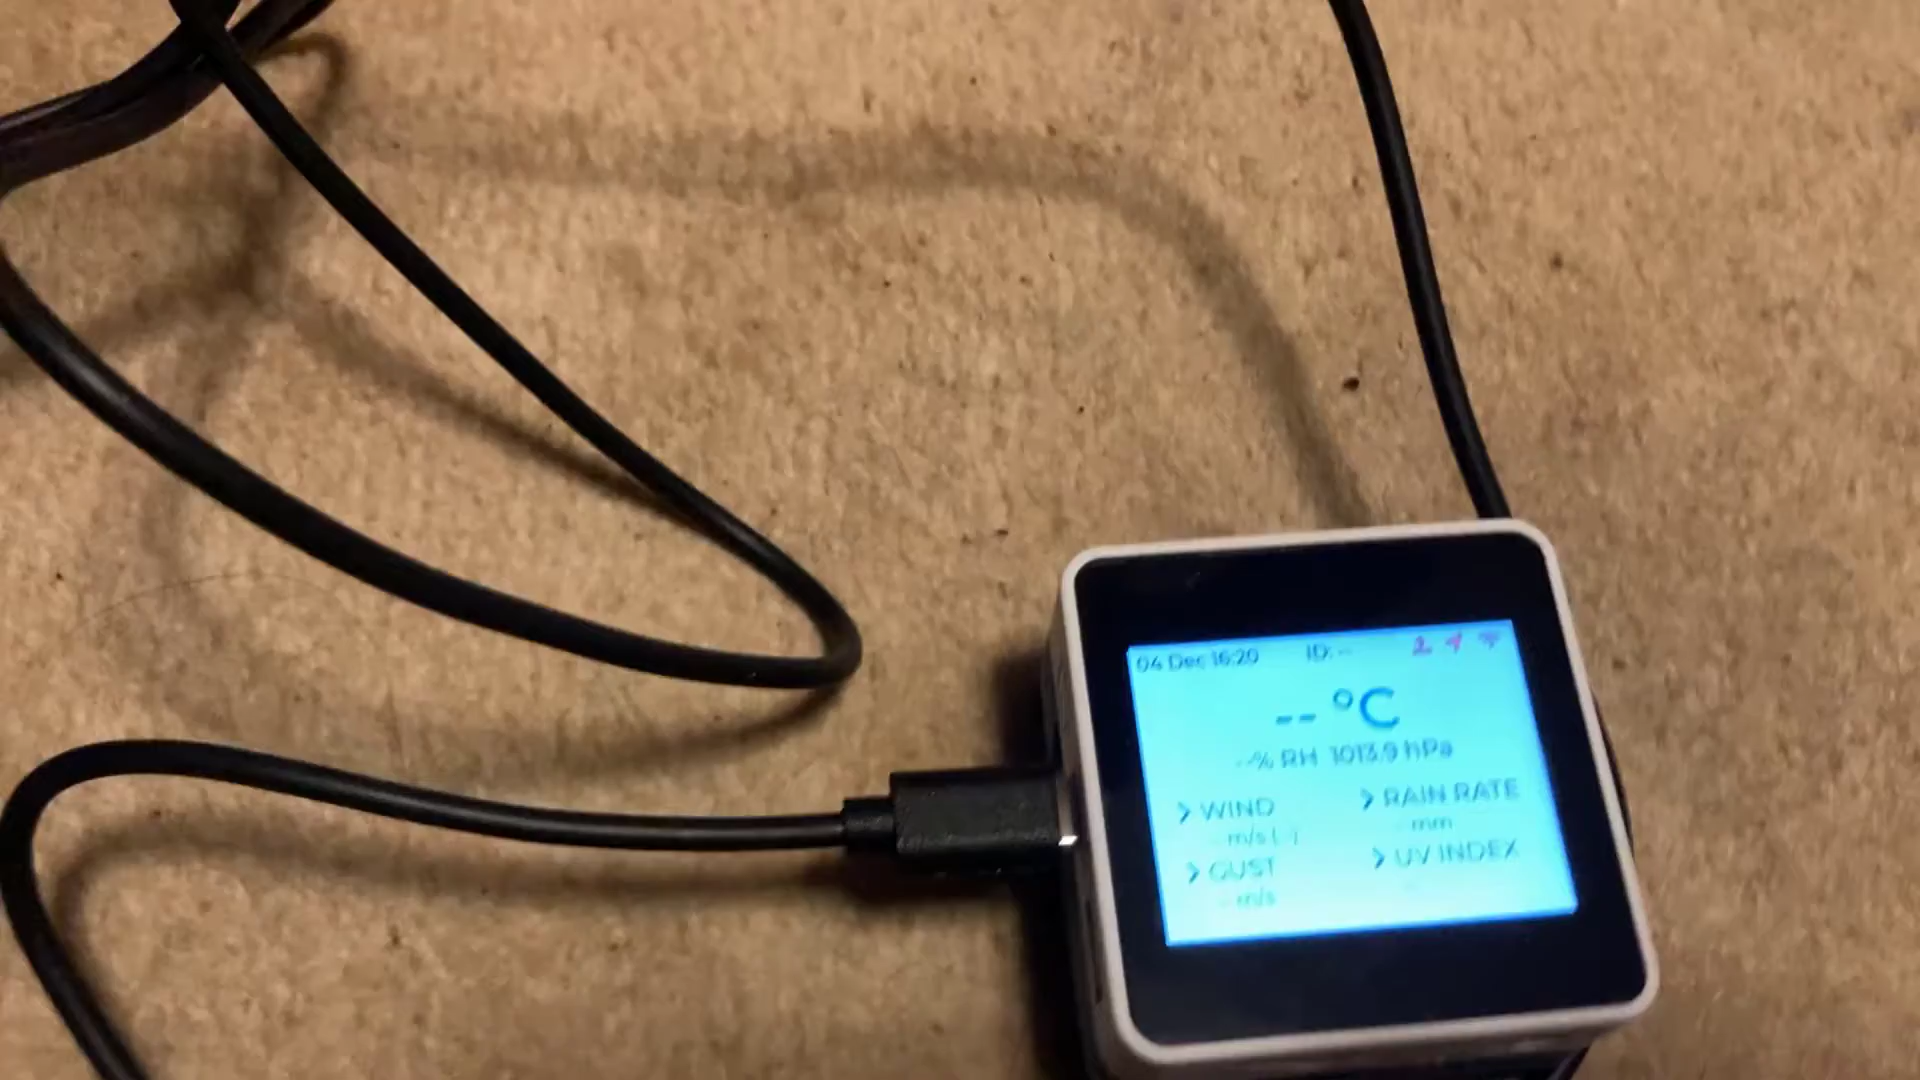 04 Dec 16:20 ID: --
-- °C
--% RH 1013.9 hPa
WIND
RAIN RATE
-- m/s (--)
-- mm
GUST
UV INDEX
-- m/s